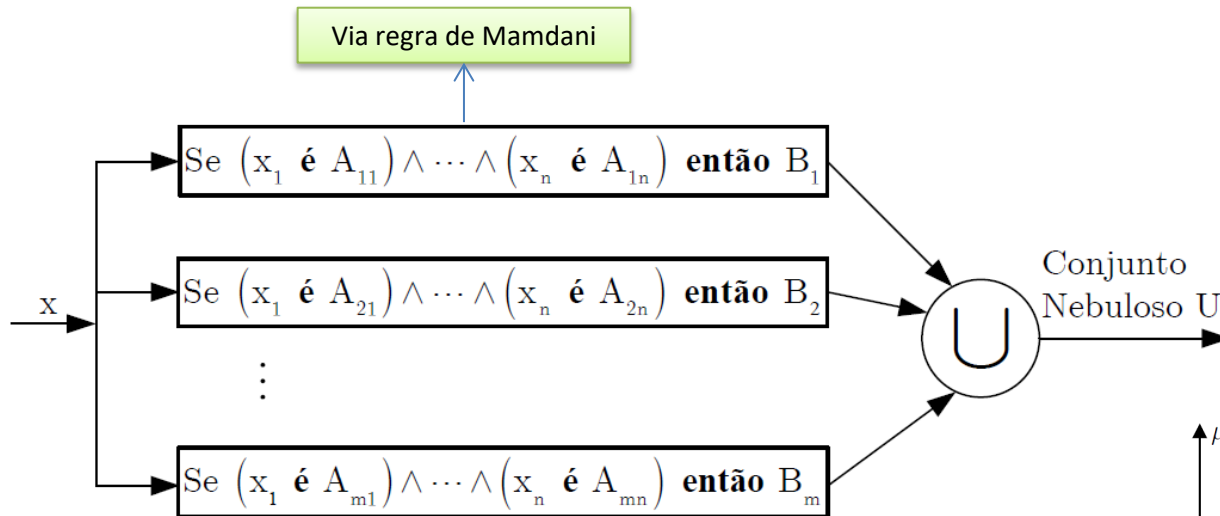 Via regra de Mamdani
Se (x₁ é A₁₁) ∧ ⋯ ∧ (xₙ é A₁ₙ) então B₁
x
Se (x₁ é A₂₁) ∧ ⋯ ∧ (xₙ é A₂ₙ) então B₂
⋮
Se (x₁ é Aₘ₁) ∧ ⋯ ∧ (xₙ é Aₘₙ) então Bₘ
∪
Conjunto
Nebuloso U
μ